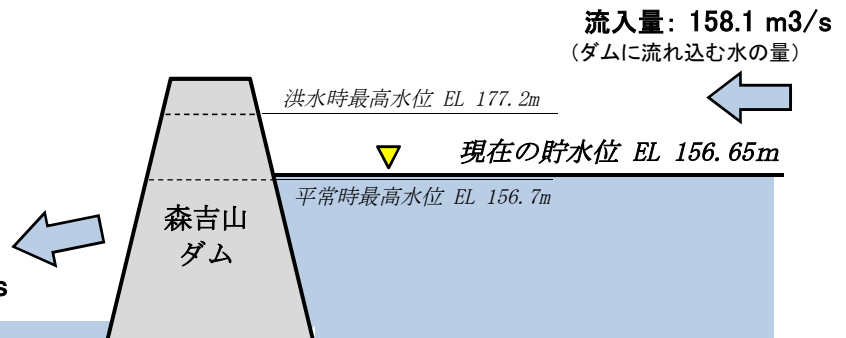 流入量: 158.1 m3/s
(ダムに流れ込む水の量)
洪水時最高水位 EL 177.2m
現在の貯水位 EL 156.65m
平常時最高水位 EL 156.7m
森吉山
ダム
s